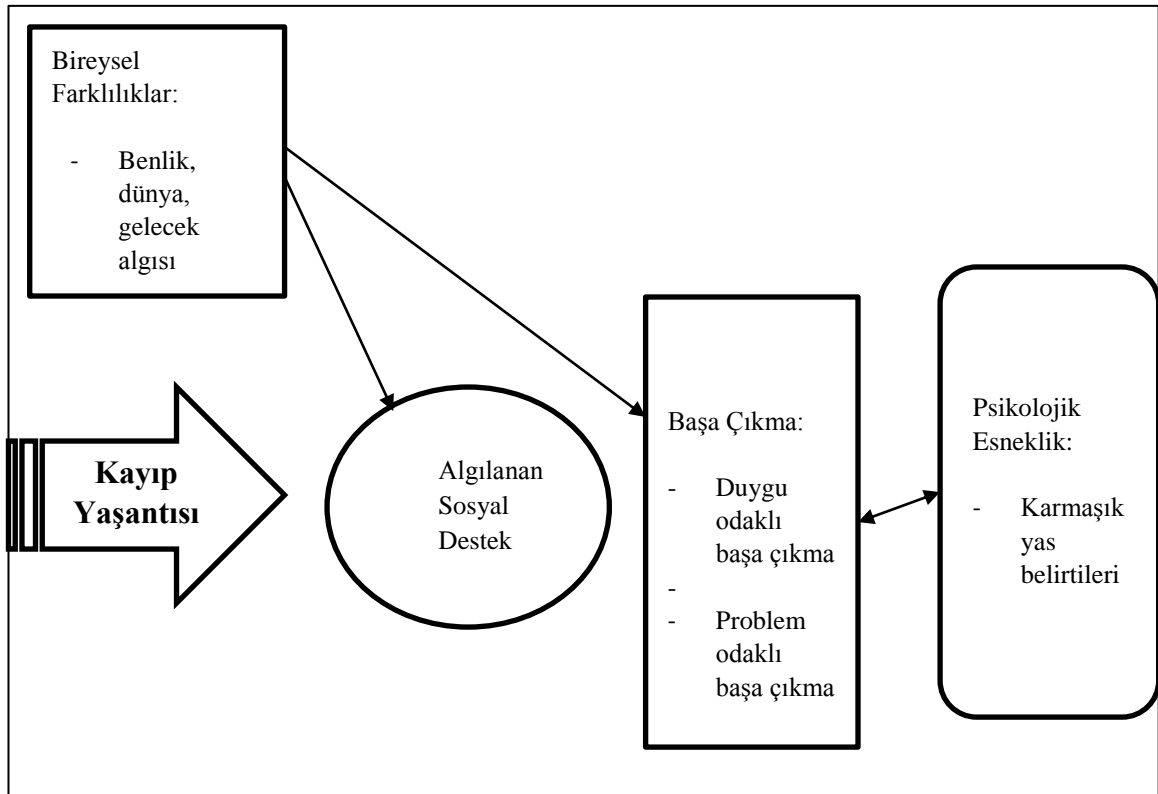 Bireysel
Farklılıklar:
- Benlik,
dünya,
gelecek
algısı
Kayıp
Yaşantısı
Algılanan
Sosyal
Destek
Başa Çıkma:
- Duygu
odaklı
başa çıkma
-
- Problem
odaklı
başa çıkma
Psikolojik
Esneklik:
- Karmaşık
yas
belirtileri